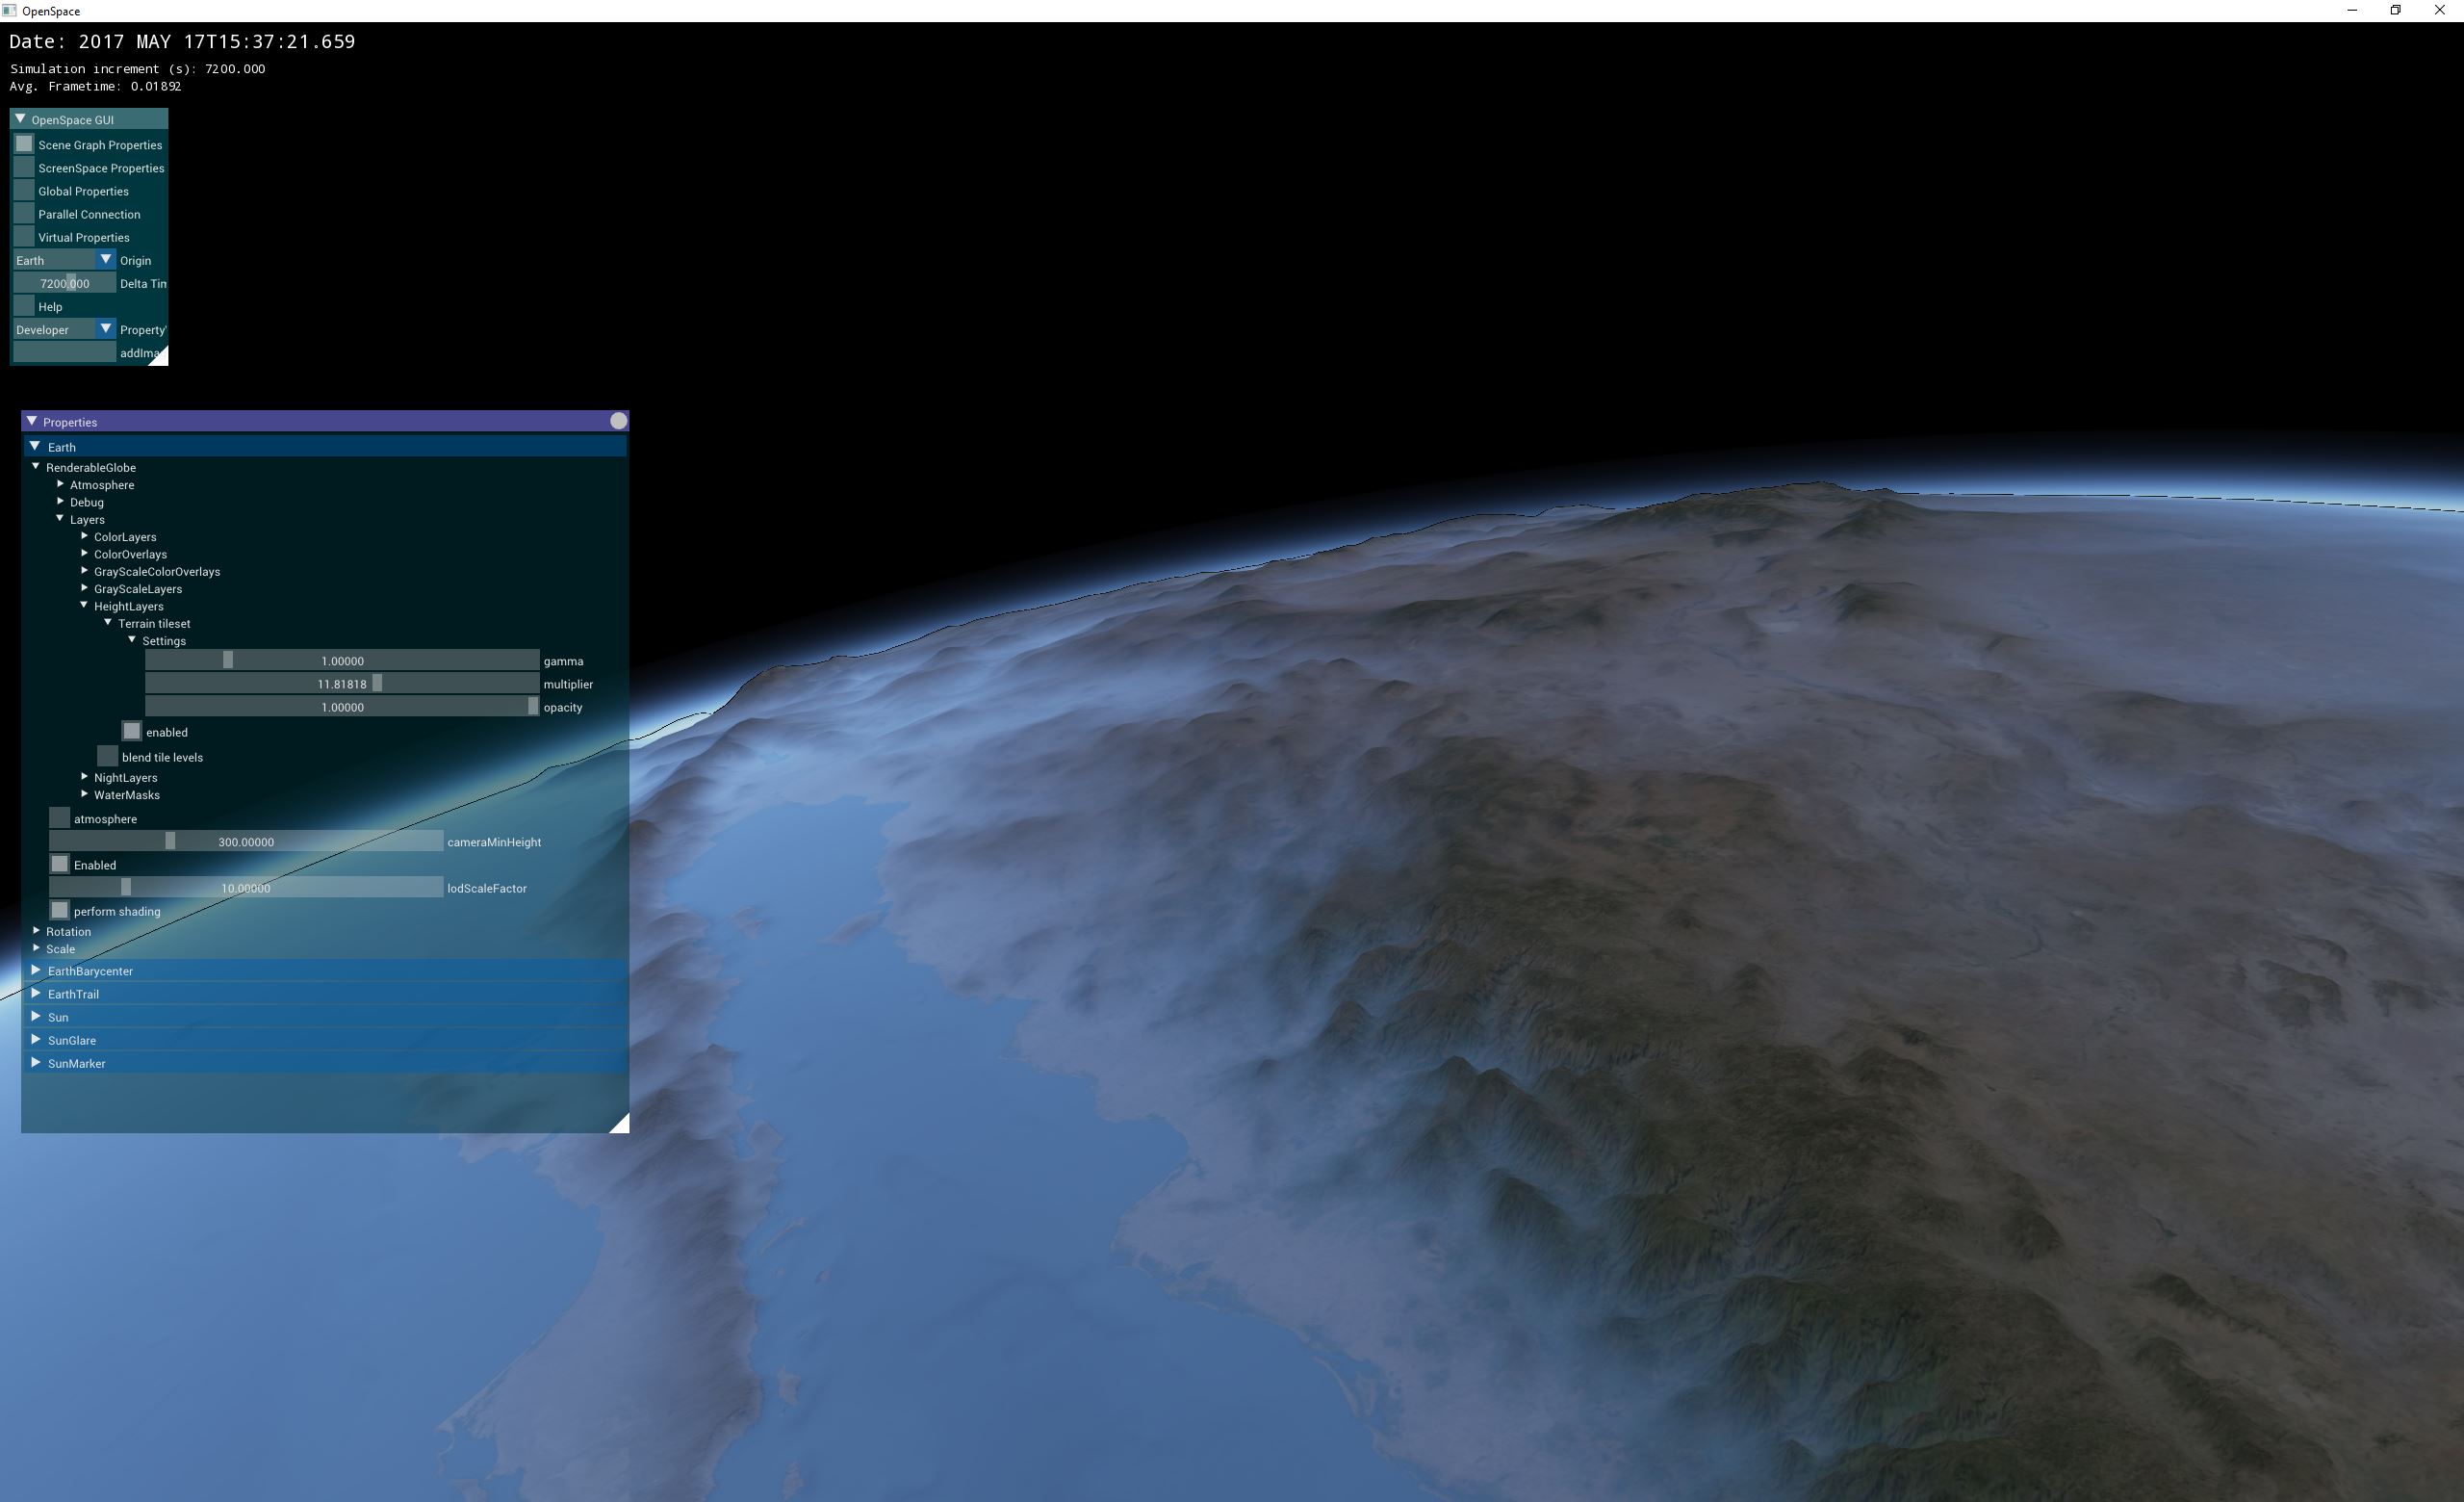 OpenSpace
Date: 2017 MAY 17T15:37:21.659
Simulation increment (s): 7200.000
Avg. Frametime: 0.01892
OpenSpace GUI
Scene Graph Properties
ScreenSpace Properties
Global Properties
Parallel Connection
Virtual Properties
Earth Origin
7200.000 Delta Tim
Help
Developer Property'
addIma
Properties
Earth
RenderableGlobe
Atmosphere
Debug
Layers
ColorLayers
ColorOverlays
GrayScaleColorOverlays
GrayScaleLayers
HeightLayers
Terrain tileset
Settings
1.00000 gamma
11.81818 multiplier
1.00000 opacity
enabled
blend tile levels
NightLayers
WaterMasks
atmosphere
300.00000 cameraMinHeight
Enabled
10.00000 lodScaleFactor
perform shading
Rotation
Scale
EarthBarycenter
EarthTrail
Sun
SunGlare
SunMarker